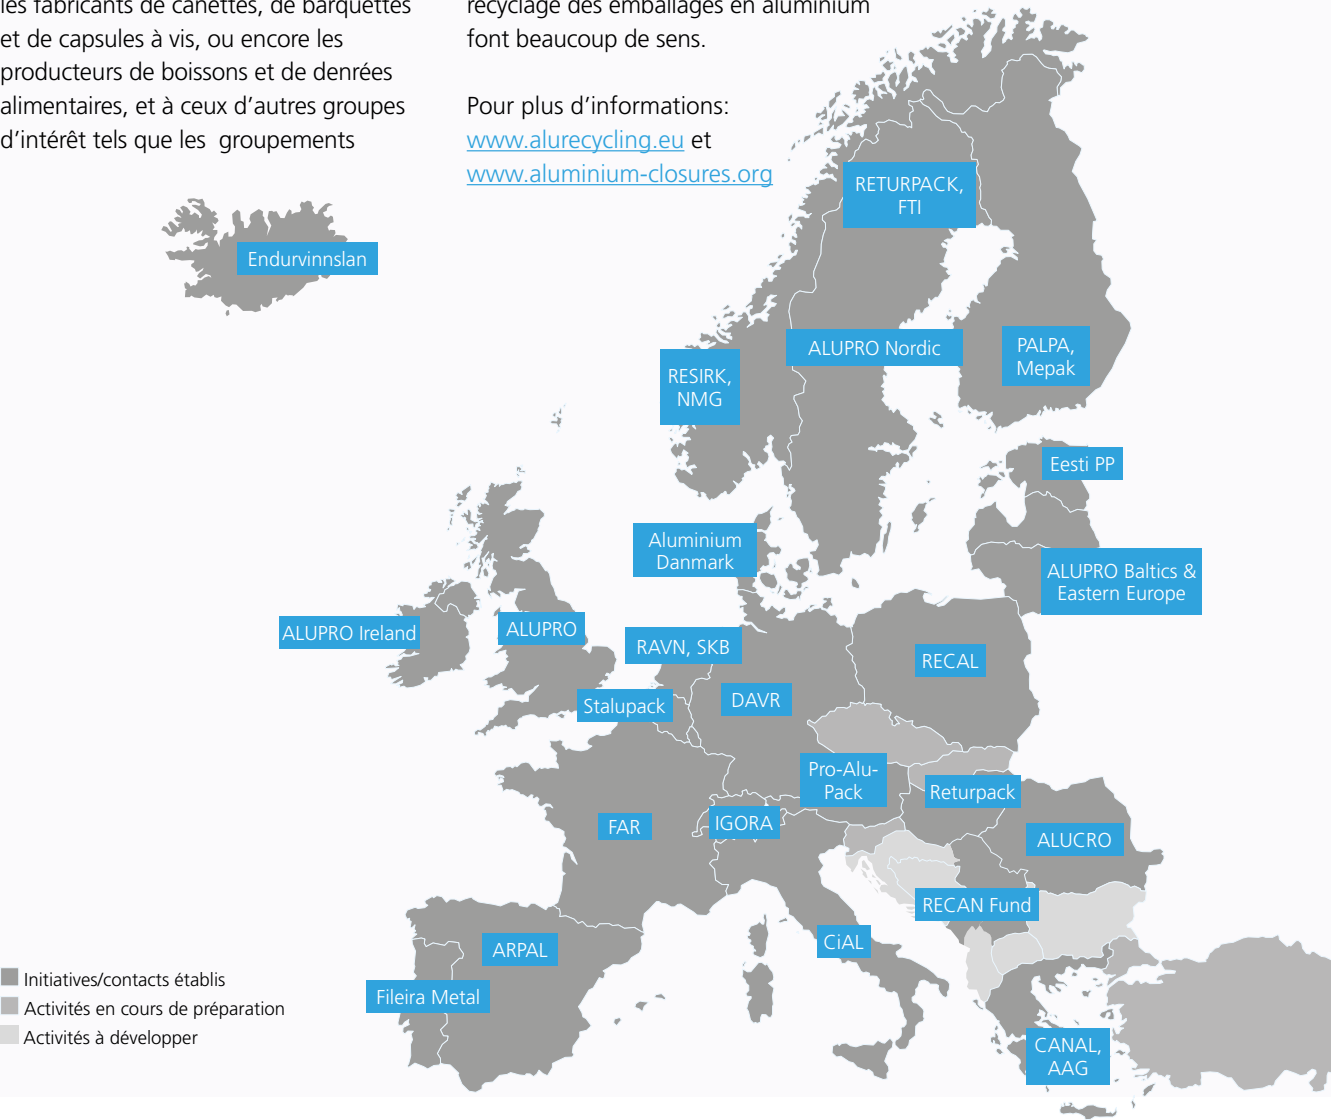 les fabricants de canettes, de barquettes
et de capsules à vis, ou encore les
producteurs de boissons et de denrées
alimentaires, et à ceux d’autres groupes
d’intérêt tels que les groupements
recyclage des emballages en aluminium
font beaucoup de sens.
Pour plus d’informations:
www.alurecycling.eu et
www.aluminium-closures.org
RETURPACK,
FTI
Endurvinnslan
ALUPRO Nordic
PALPA,
Mepak
RESIRK,
NMG
Eesti PP
Aluminium
Danmark
ALUPRO Baltics &
Eastern Europe
ALUPRO Ireland
ALUPRO
RAVN, SKB
RECAL
Stalupack
DAVR
Pro-Alu-
Pack
Returpack
FAR
IGORA
ALUCRO
RECAN Fund
ARPAL
CiAL
Fileira Metal
CANAL,
AAG
Initiatives/contacts établis
Activités en cours de préparation
Activités à développer